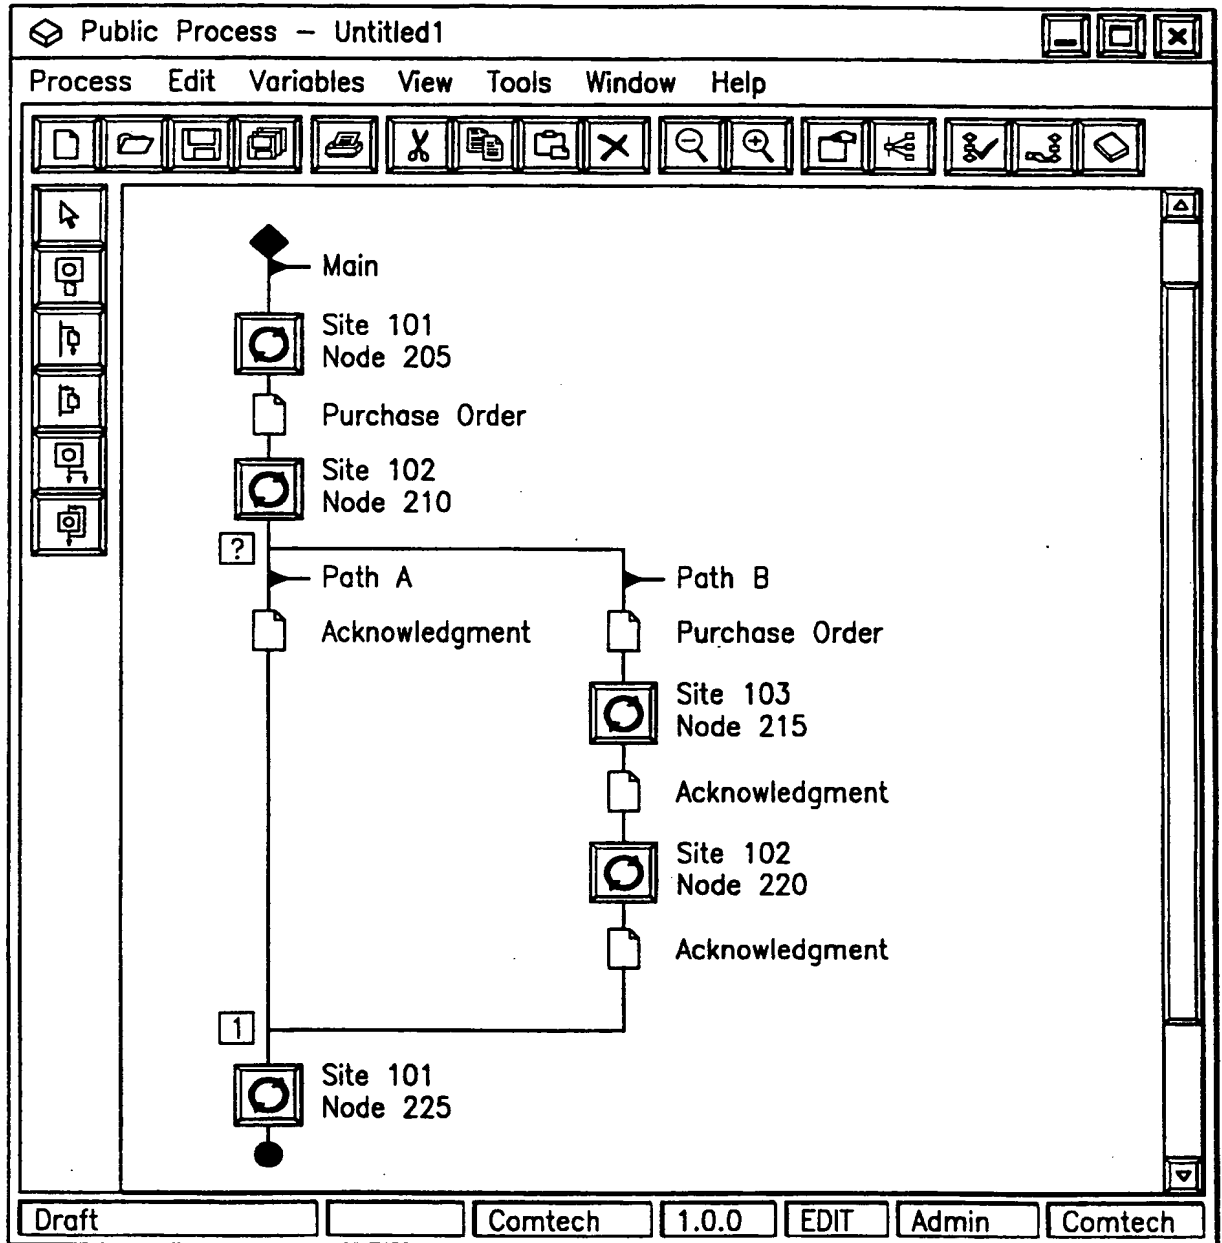 Public Process – Untitled1
Process Edit Variables View Tools Window Help
Main
Site 101
Node 205
Purchase Order
Site 102
Node 210
?
Path A
Path B
Acknowledgment
Purchase Order
Site 103
Node 215
Acknowledgment
Site 102
Node 220
Acknowledgment
1
Site 101
Node 225
Draft Comtech 1.0.0 EDIT Admin Comtech